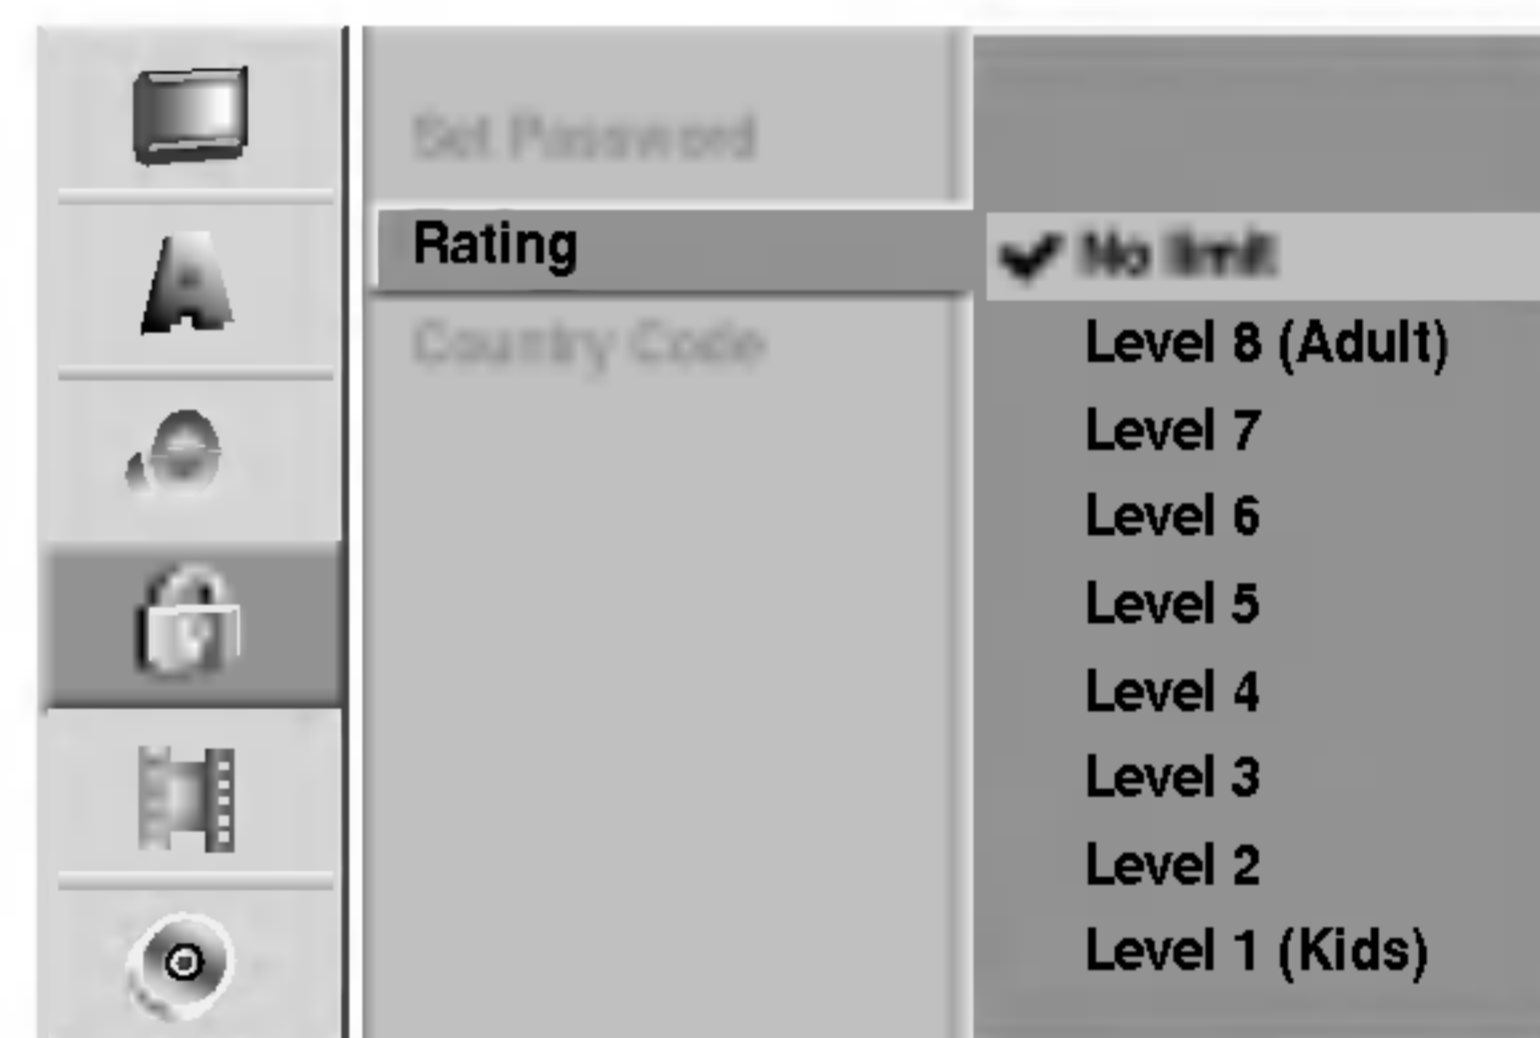 Set Password
Rating
Country Code
No limit
Level 8 (Adult)
Level 7
Level 6
Level 5
Level 4
Level 3
Level 2
Level 1 (Kids)